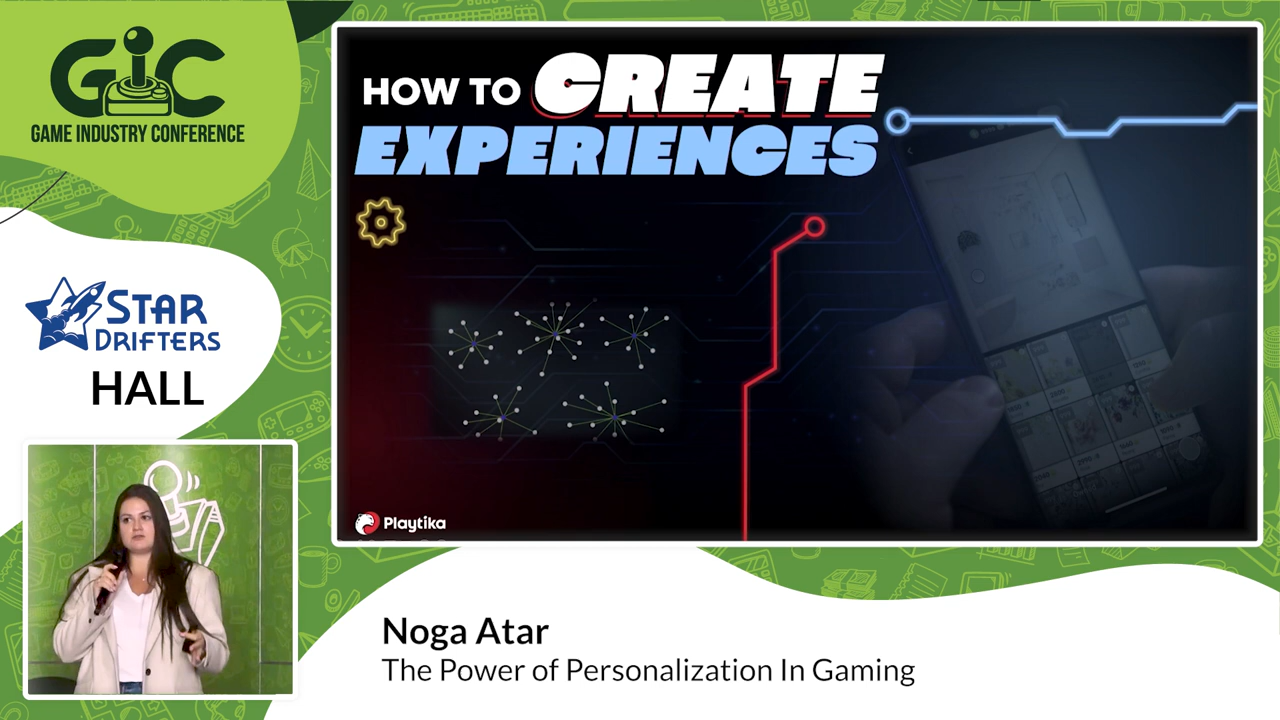 GIC
GAME INDUSTRY CONFERENCE
STAR
DRIFTERS
HALL
HOW TO CREATE
EXPERIENCES
Playtika
Noga Atar
The Power of Personalization In Gaming